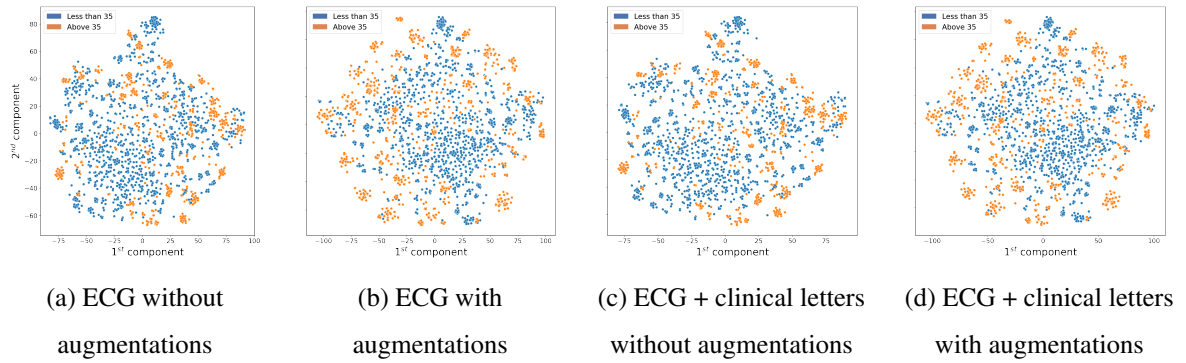 Less than 35
Above 35
80
60
40
20
0
−20
−40
−60
2nd component
−75 −50 −25 0 25 50 75 100
1st component
Less than 35
Above 35
−100 −75 −50 −25 0 25 50 75 100
1st component
Less than 35
Above 35
−75 −50 −25 0 25 50 75
1st component
Less than 35
Above 35
−100 −50 0 50 100
1st component
(a) ECG without
augmentations
(b) ECG with
augmentations
(c) ECG + clinical letters
without augmentations
(d) ECG + clinical letters
with augmentations